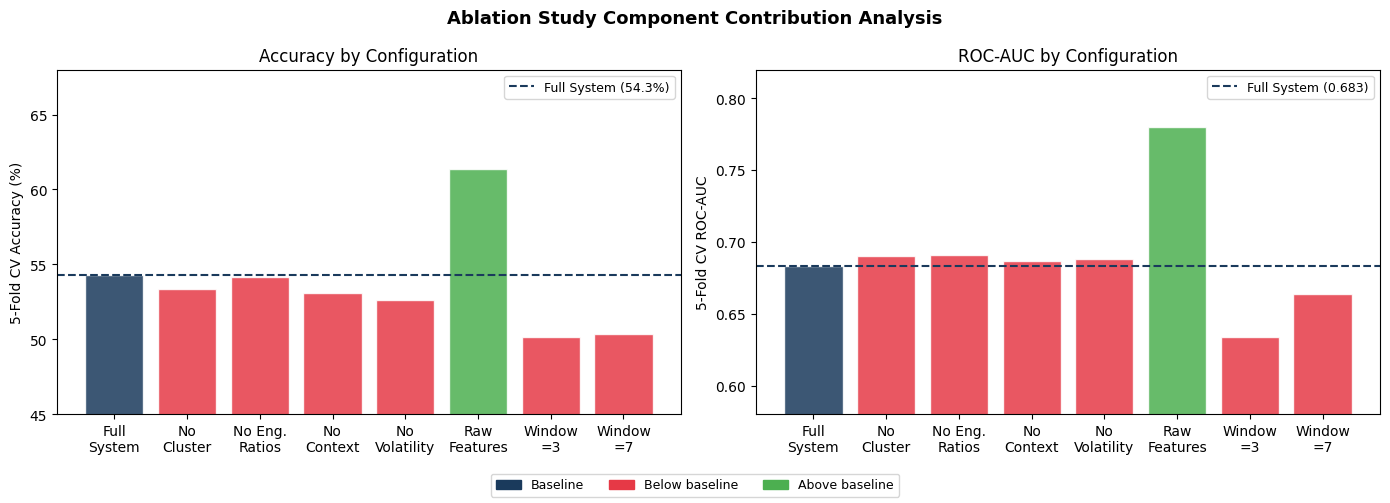 Ablation Study Component Contribution Analysis
Accuracy by Configuration
5-Fold CV Accuracy (%)
65
60
55
50
45
Full System (54.3%)
Full
System
No
Cluster
No Eng.
Ratios
No
Context
No
Volatility
Raw
Features
Window
=3
Window
=7
ROC-AUC by Configuration
5-Fold CV ROC-AUC
0.80
0.75
0.70
0.65
0.60
Full System (0.683)
Full
System
No
Cluster
No Eng.
Ratios
No
Context
No
Volatility
Raw
Features
Window
=3
Window
=7
Baseline
Below baseline
Above baseline